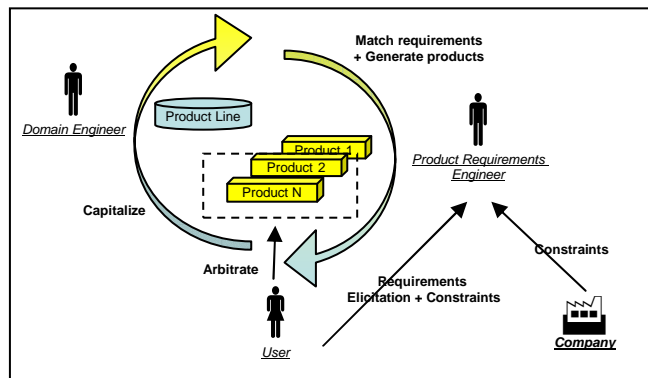 Match requirements
+ Generate products
Domain Engineer
Product Line
Product 1
Product 2
Product N
Product Requirements
Engineer
Capitalize
Arbitrate
Constraints
Requirements
Elicitation + Constraints
User
Company